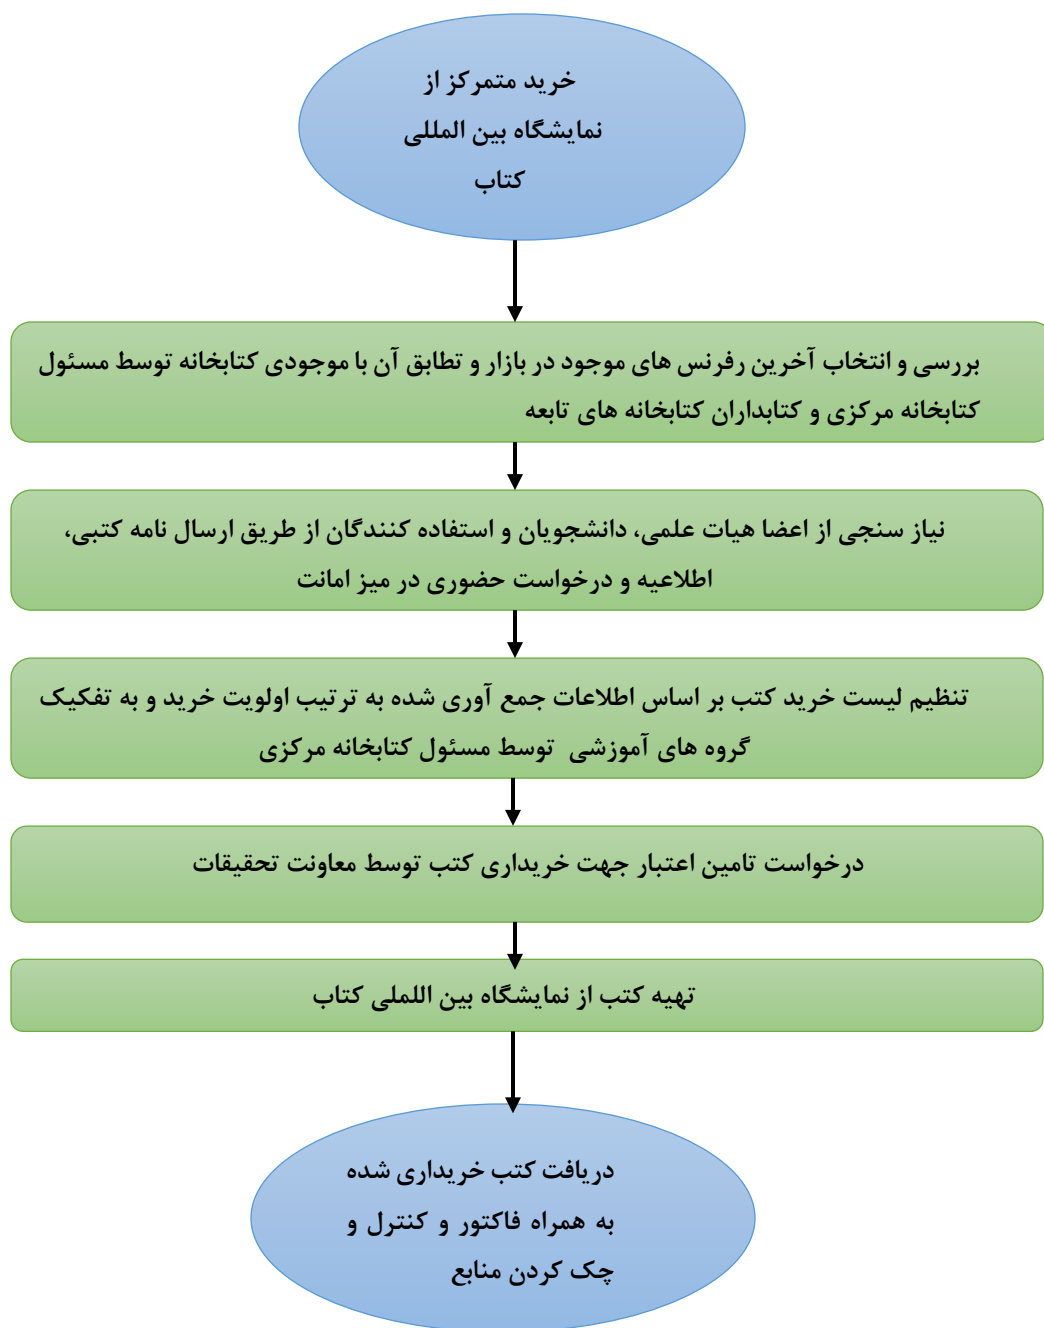 خرید متمرکز از
نمایشگاه بین المللی
کتاب
بررسی و انتخاب آخرین رفرنس های موجود در بازار و تطابق آن با موجودی کتابخانه توسط مسئول
کتابخانه مرکزی و کتابداران کتابخانه های تابعه
نیاز سنجی از اعضا هیات علمی، دانشجویان و استفاده کنندگان از طریق ارسال نامه کتبی،
اطلاعیه و درخواست حضوری در میز امانت
تنظیم لیست خرید کتب بر اساس اطلاعات جمع آوری شده به ترتیب اولویت خرید و به تفکیک
گروه های آموزشی توسط مسئول کتابخانه مرکزی
درخواست تامین اعتبار جهت خریداری کتب توسط معاونت تحقیقات
تهیه کتب از نمایشگاه بین اللملی کتاب
دریافت کتب خریداری شده
به همراه فاکتور و کنترل و
چک کردن منابع